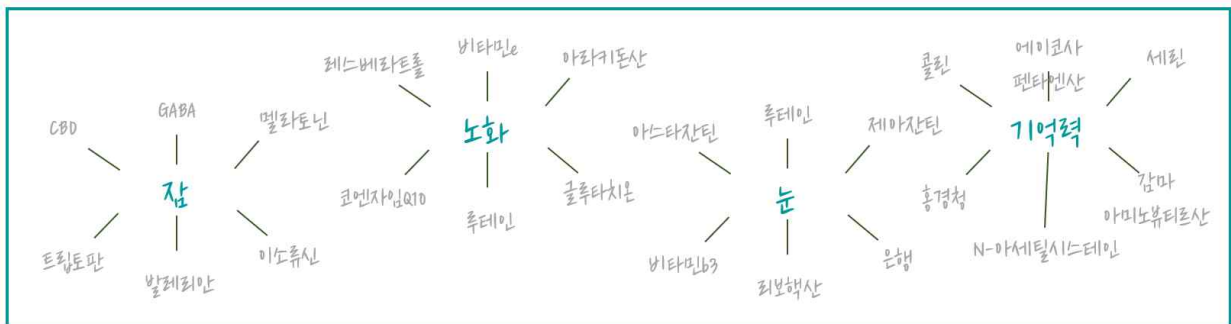 CBD
GABA
멜라토닌
잠
트립토판
발레리안
이소류신
레스베라트롤
비타민e
아라키돈산
노화
코엔자임Q10
루테인
글루타치온
아스타잔틴
루테인
제아잔틴
눈
비타민b3
리보핵산
은행
콜린
에이코사
펜타엔산
세린
기억력
홍경청
N-아세틸시스테인
감마
아미노뷰티르산